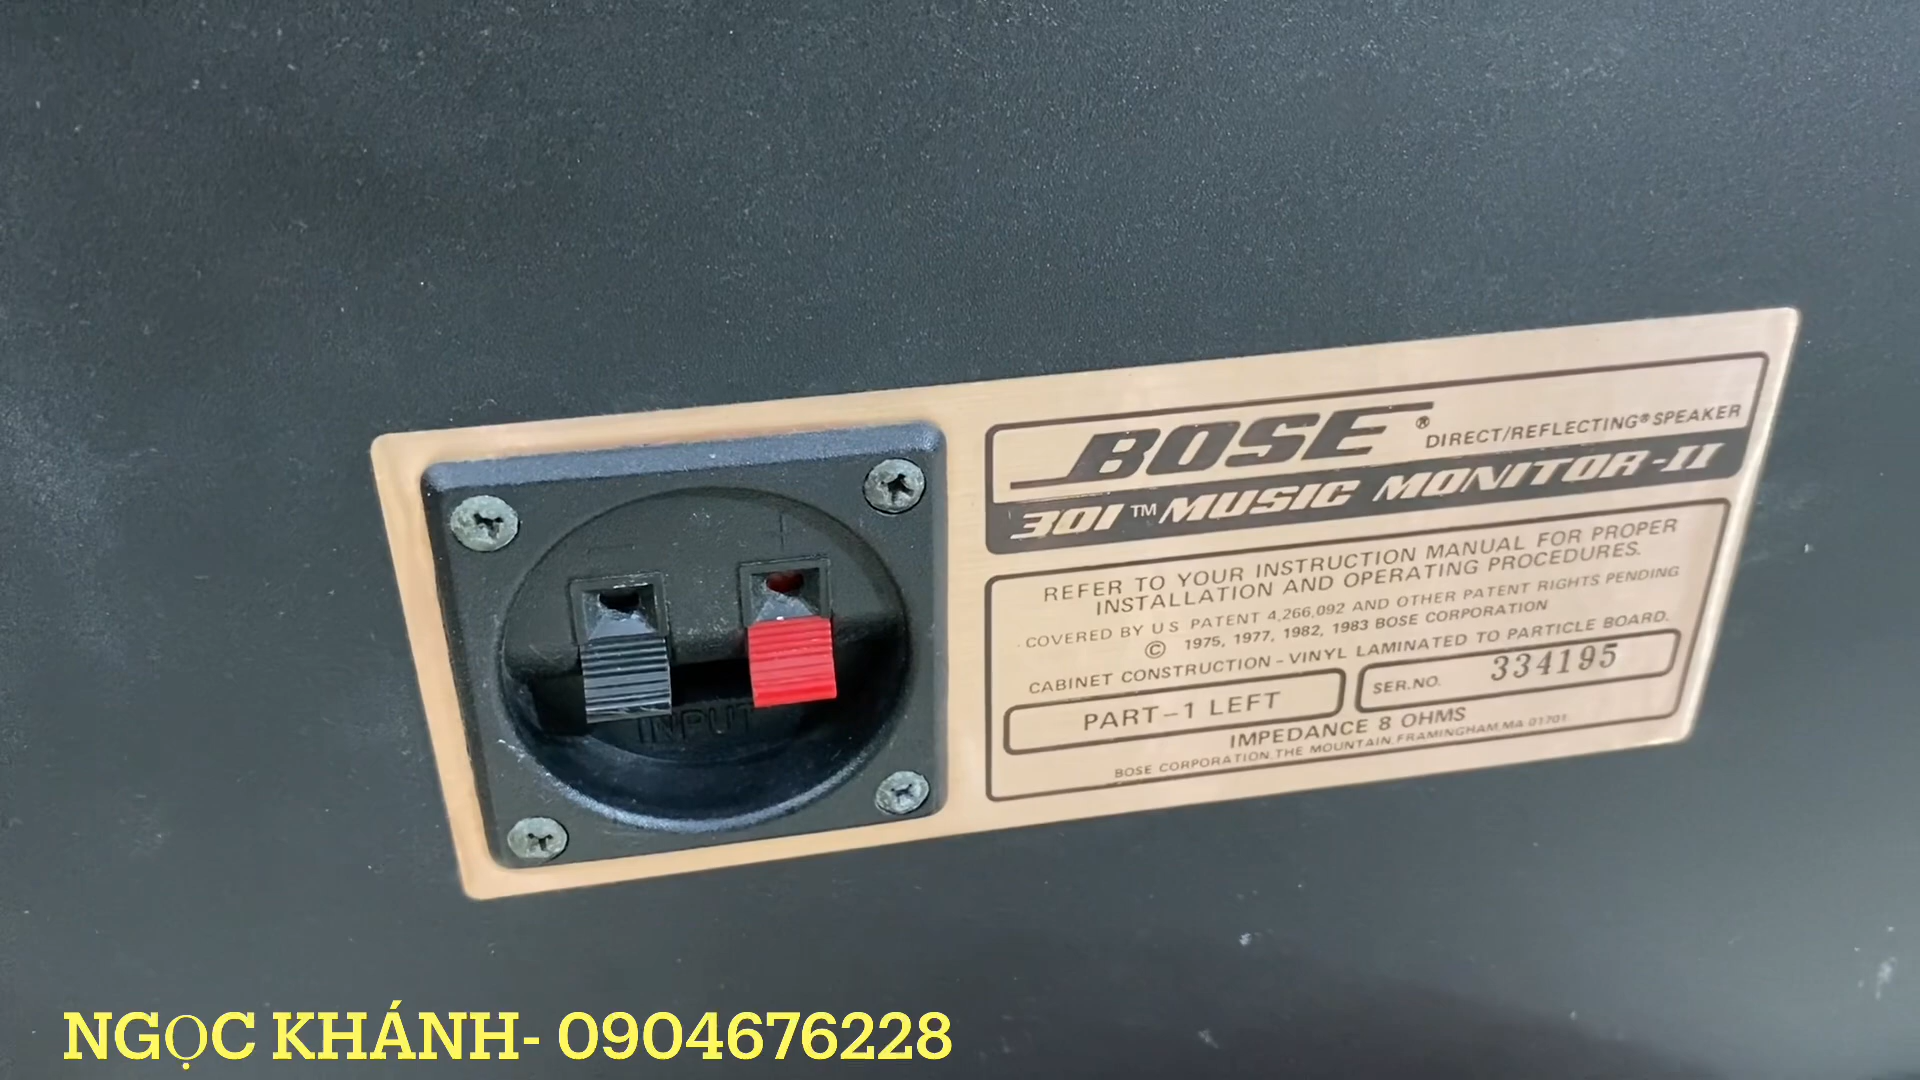 BOSE® DIRECT/REFLECTING® SPEAKER
301™ MUSIC MONITOR-II
REFER TO YOUR INSTRUCTION MANUAL FOR PROPER
INSTALLATION AND OPERATING PROCEDURES.
COVERED BY U S PATENT 4,266,092 AND OTHER PATENT RIGHTS PENDING
© 1975, 1977, 1982, 1983 BOSE CORPORATION
CABINET CONSTRUCTION - VINYL LAMINATED TO PARTICLE BOARD.
PART-1 LEFT
SER.NO. 334195
IMPEDANCE 8 OHMS
BOSE CORPORATION, THE MOUNTAIN, FRAMINGHAM, MA 01701
- +
INPUT
NGỌC KHÁNH- 0904676228